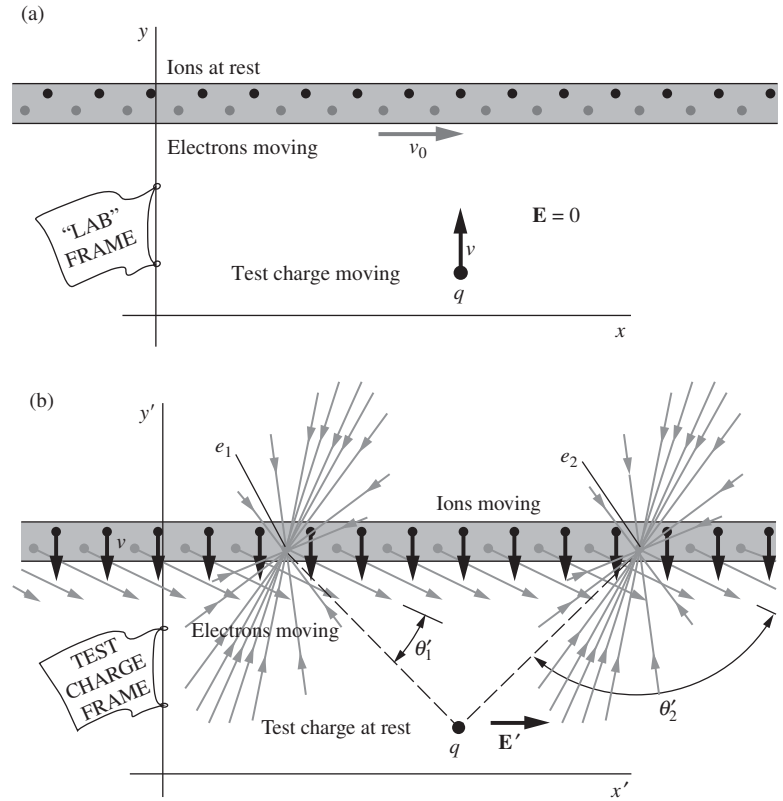 (a)
y
Ions at rest
Electrons moving
v₀
"LAB"
FRAME
E = 0
v
Test charge moving
q
x
(b)
y′
e₁
e₂
Ions moving
v
Electrons moving
θ′₁
TEST
CHARGE
FRAME
θ′₂
Test charge at rest
q
E′
x′